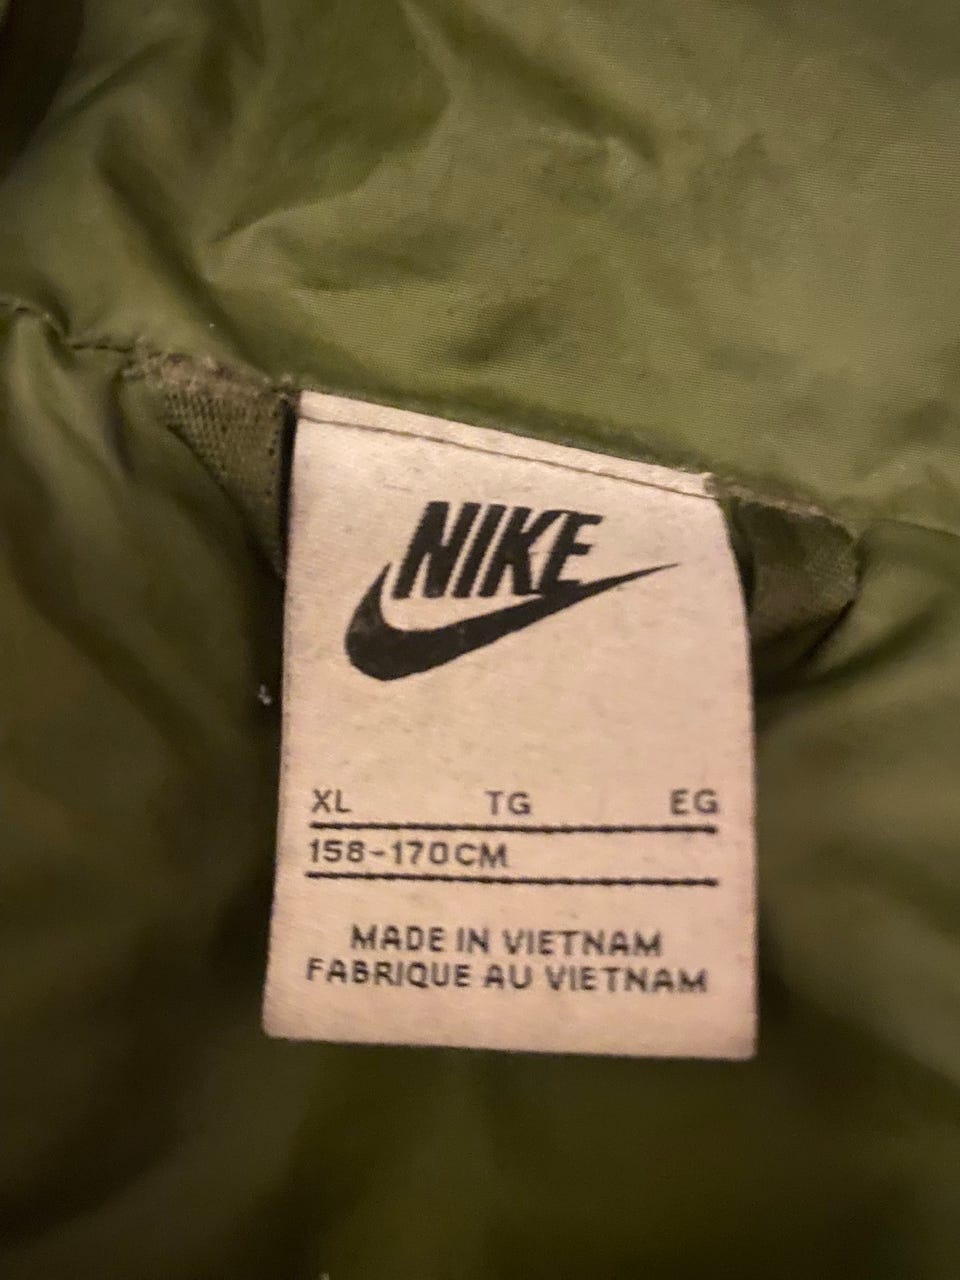 NIKE
XL TG EG
158-170CM
MADE IN VIETNAM
FABRIQUE AU VIETNAM